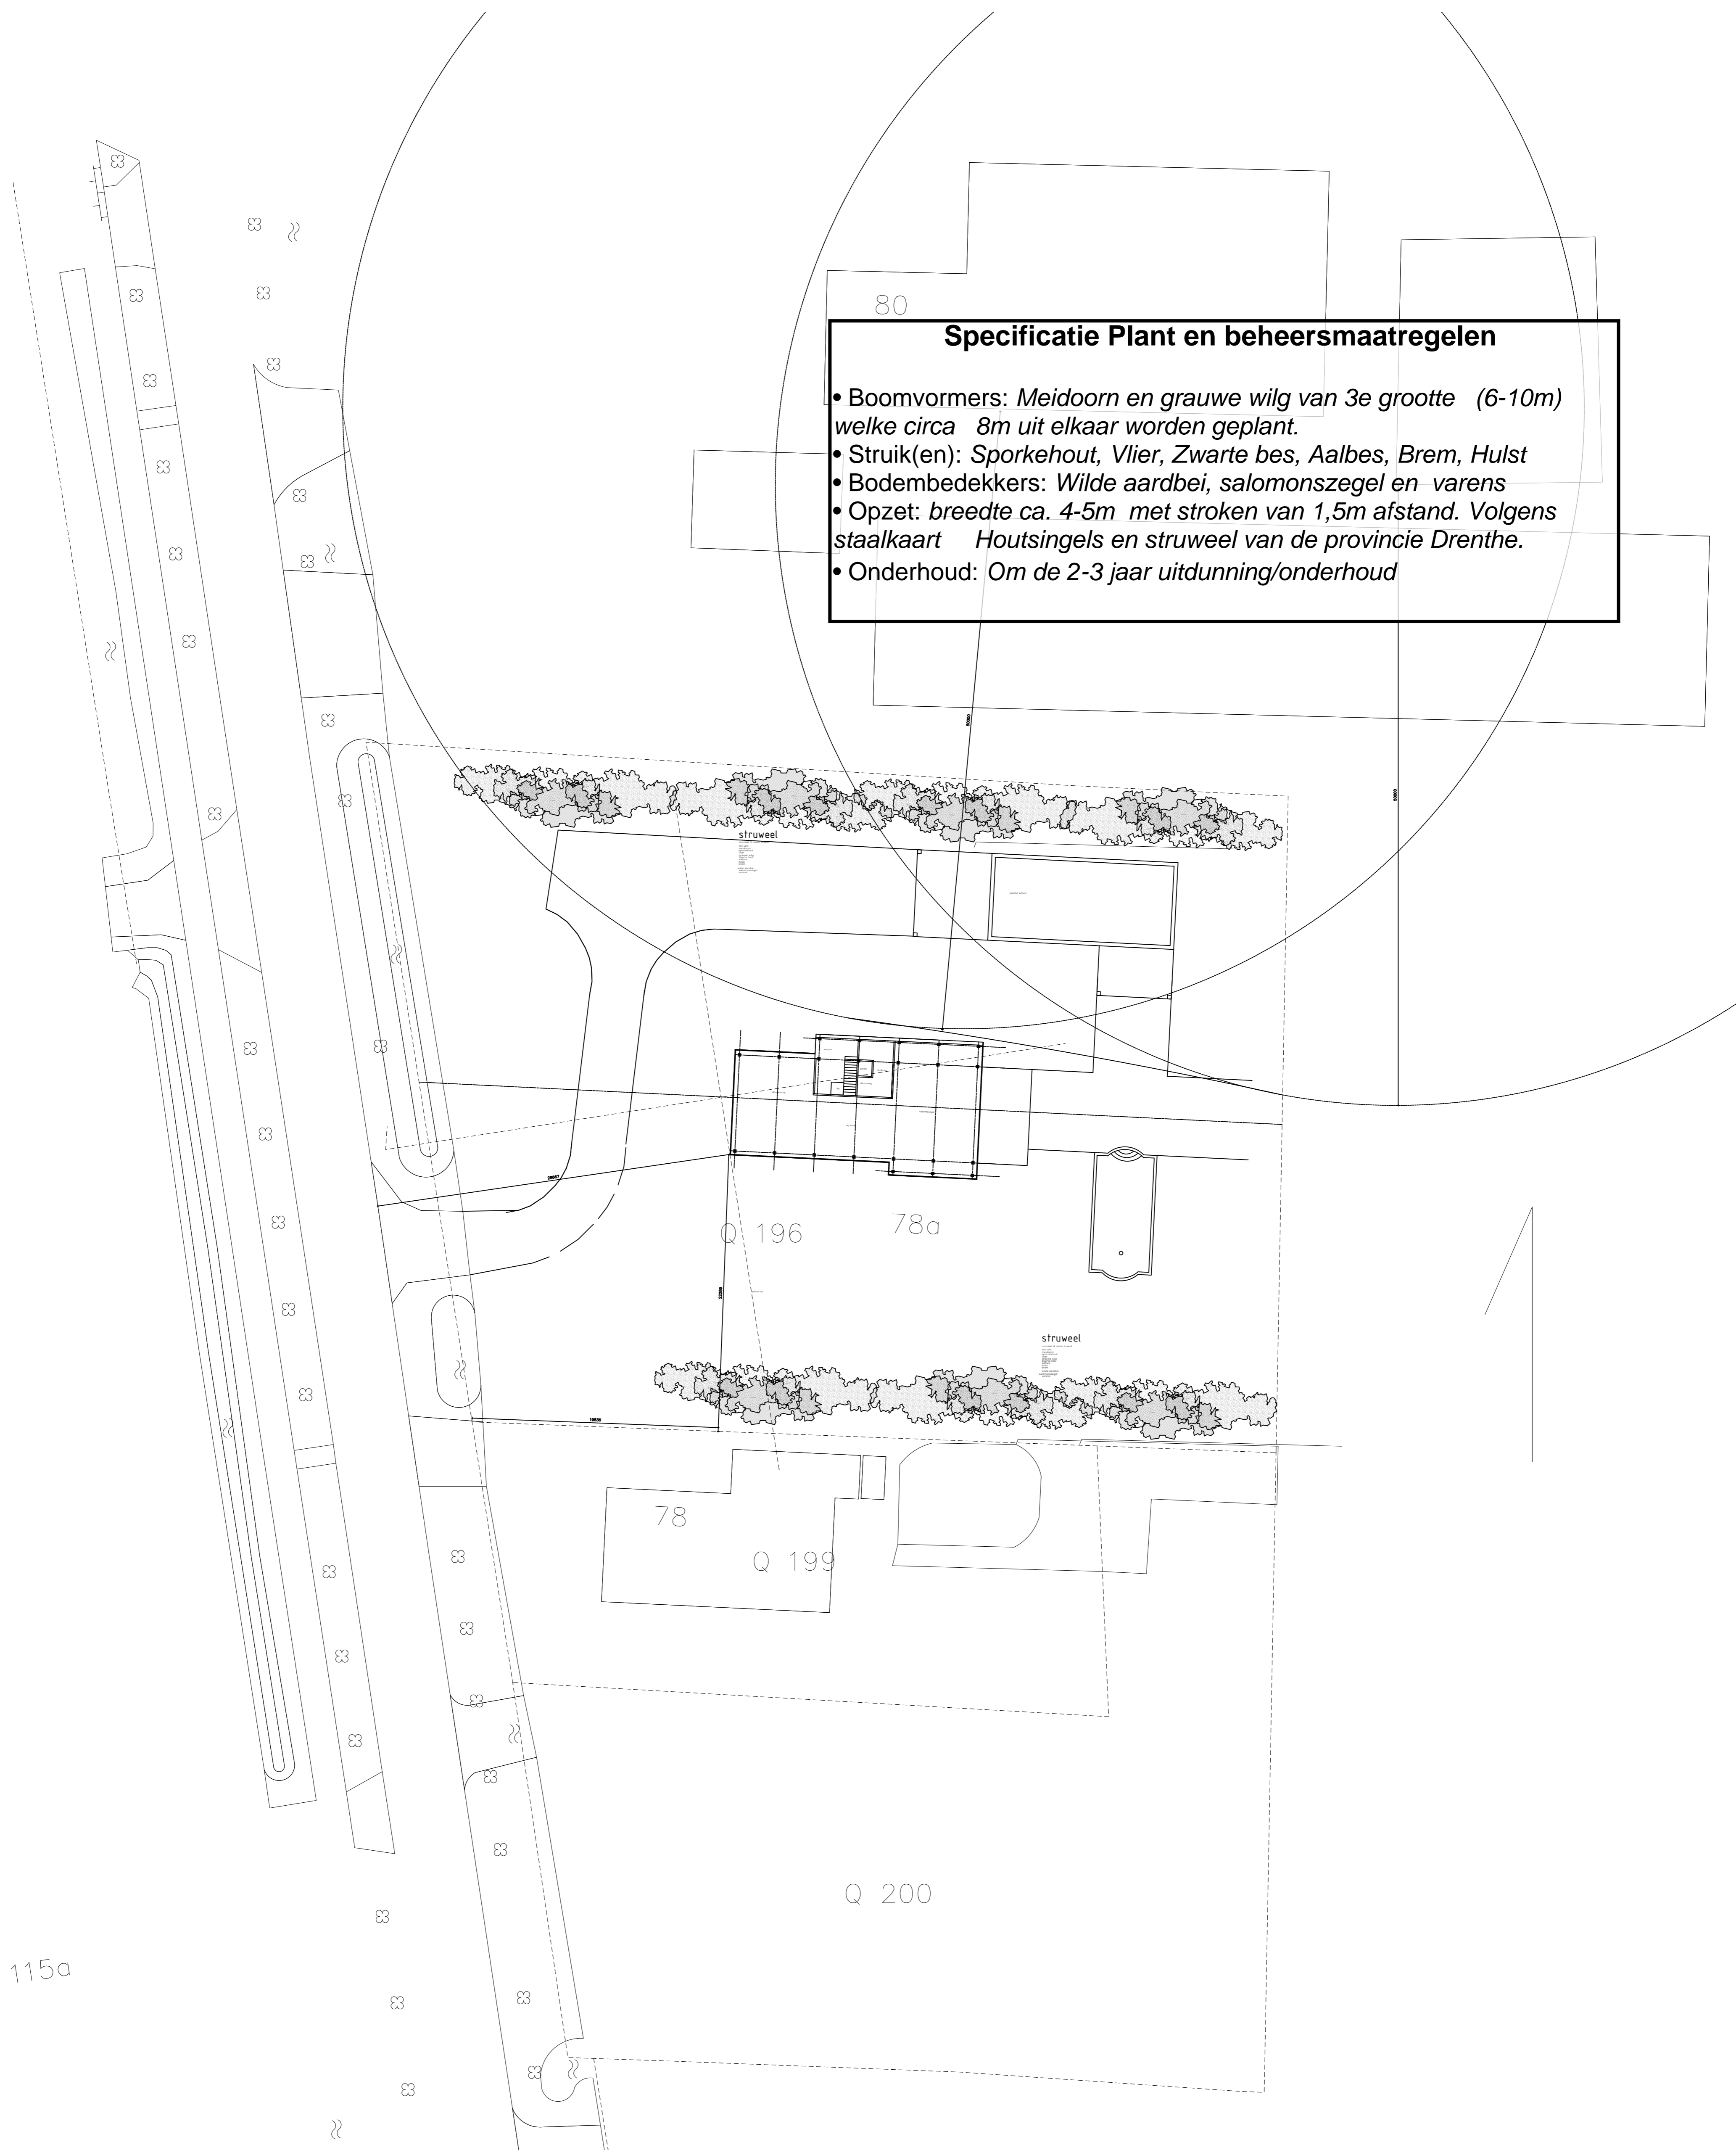 80
Specificatie Plant en beheersmaatregelen
• Boomvormers: Meidoorn en grauwe wilg van 3e grootte (6-10m)
welke circa 8m uit elkaar worden geplant.
• Struik(en): Sporkehout, Vlier, Zwarte bes, Aalbes, Brem, Hulst
• Bodembedekkers: Wilde aardbei, salomonszegel en varens
• Opzet: breedte ca. 4-5m met stroken van 1,5m afstand. Volgens
staalkaart Houtsingels en struweel van de provincie Drenthe.
• Onderhoud: Om de 2-3 jaar uitdunning/onderhoud
struweel
Q 196
78a
struweel
78
Q 199
Q 200
115a